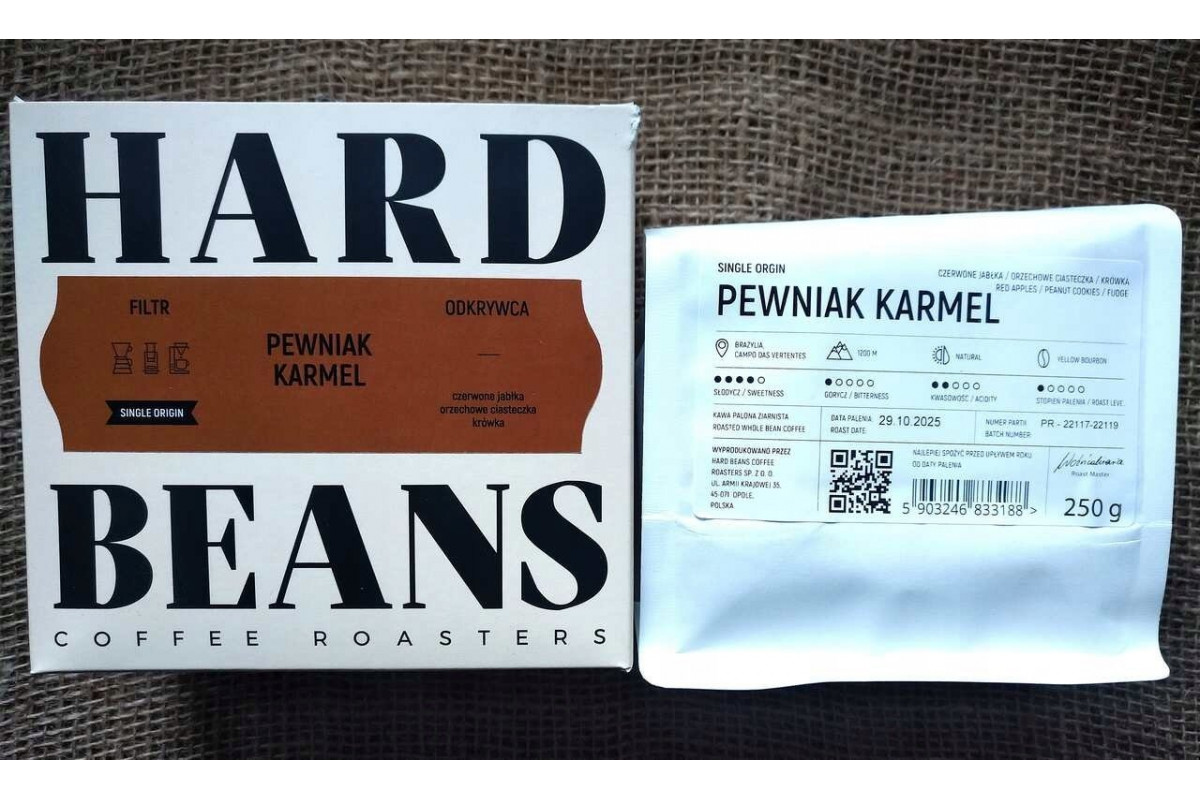 HARD
FILTR
ODKRYWCA
PEWNIAK
KARMEL
SINGLE ORIGIN
czerwone jabłka
orzechowe ciasteczka
krówka
BEANS
COFFEE ROASTERS
SINGLE ORGIN
CZERWONE JABŁKA / ORZECHOWE CIASTECZKA / KRÓWKA
RED APPLES / PEANUT COOKIES / FUDGE
PEWNIAK KARMEL
BRAZYLIA,
CAMPO DAS VERTENTES
1200 M
NATURAL
YELLOW BOURBON
SŁODYCZ / SWEETNESS
GORYCZ / BITTERNESS
KWASOWOŚĆ / ACIDITY
STOPIEŃ PALENIA / ROAST LEVE
KAWA PALONA ZIARNISTA
ROASTED WHOLE BEAN COFFEE
DATA PALENIA
ROAST DATE:
29.10.2025
NUMER PARTII
BATCH NUMBER:
PR - 22117-22119
WYPRODUKOWANO PRZEZ
HARD BEANS COFFEE
ROASTERS SP. Z O. O.
UL. ARMII KRAJOWEJ 35,
45-071 OPOLE,
POLSKA
NAJLEPIEJ SPOŻYĆ PRZED UPŁYWEM ROKU
OD DATY PALENIA
5 903246 833188 >
Roast Master
250 g